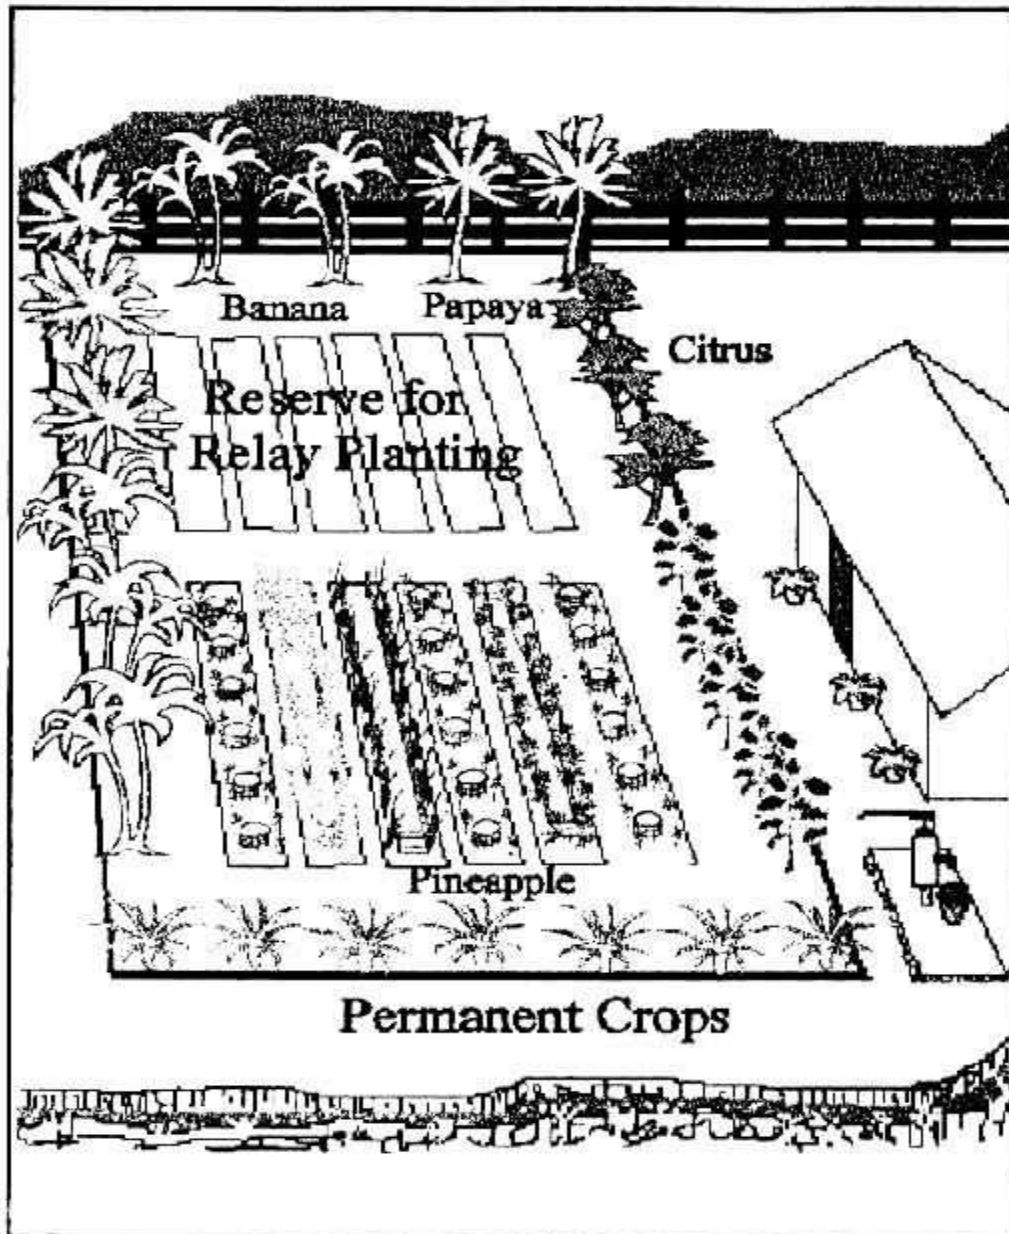 Banana
Papaya
Citrus
Reserve for
Relay Planting
Pineapple
Permanent Crops